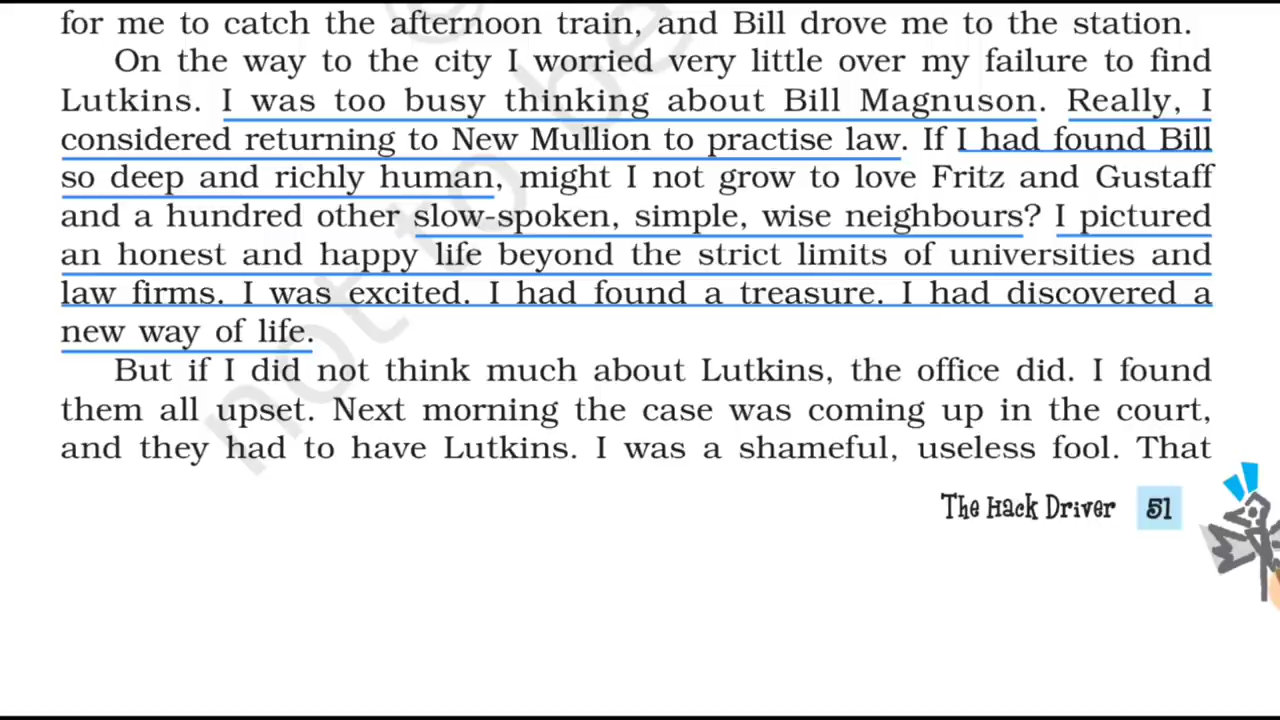 for me to catch the afternoon train, and Bill drove me to the station.
On the way to the city I worried very little over my failure to find
Lutkins. I was too busy thinking about Bill Magnuson. Really, I
considered returning to New Mullion to practise law. If I had found Bill
so deep and richly human, might I not grow to love Fritz and Gustaff
and a hundred other slow-spoken, simple, wise neighbours? I pictured
an honest and happy life beyond the strict limits of universities and
law firms. I was excited. I had found a treasure. I had discovered a
new way of life.
But if I did not think much about Lutkins, the office did. I found
them all upset. Next morning the case was coming up in the court,
and they had to have Lutkins. I was a shameful, useless fool. That
The Hack Driver 51
not to be